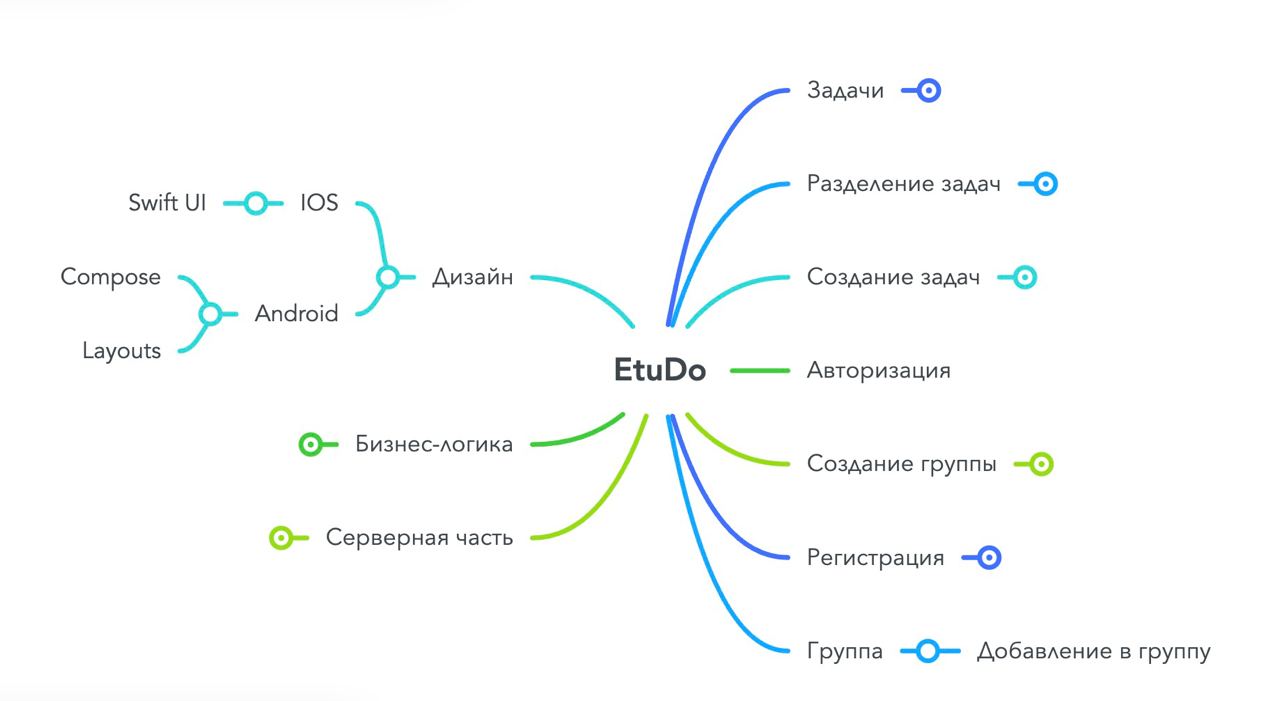 Задачи
Разделение задач
Swift UI
IOS
Compose
Дизайн
Создание задач
Android
Layouts
EtuDo
Авторизация
Бизнес-логика
Создание группы
Серверная часть
Регистрация
Группа
Добавление в группу